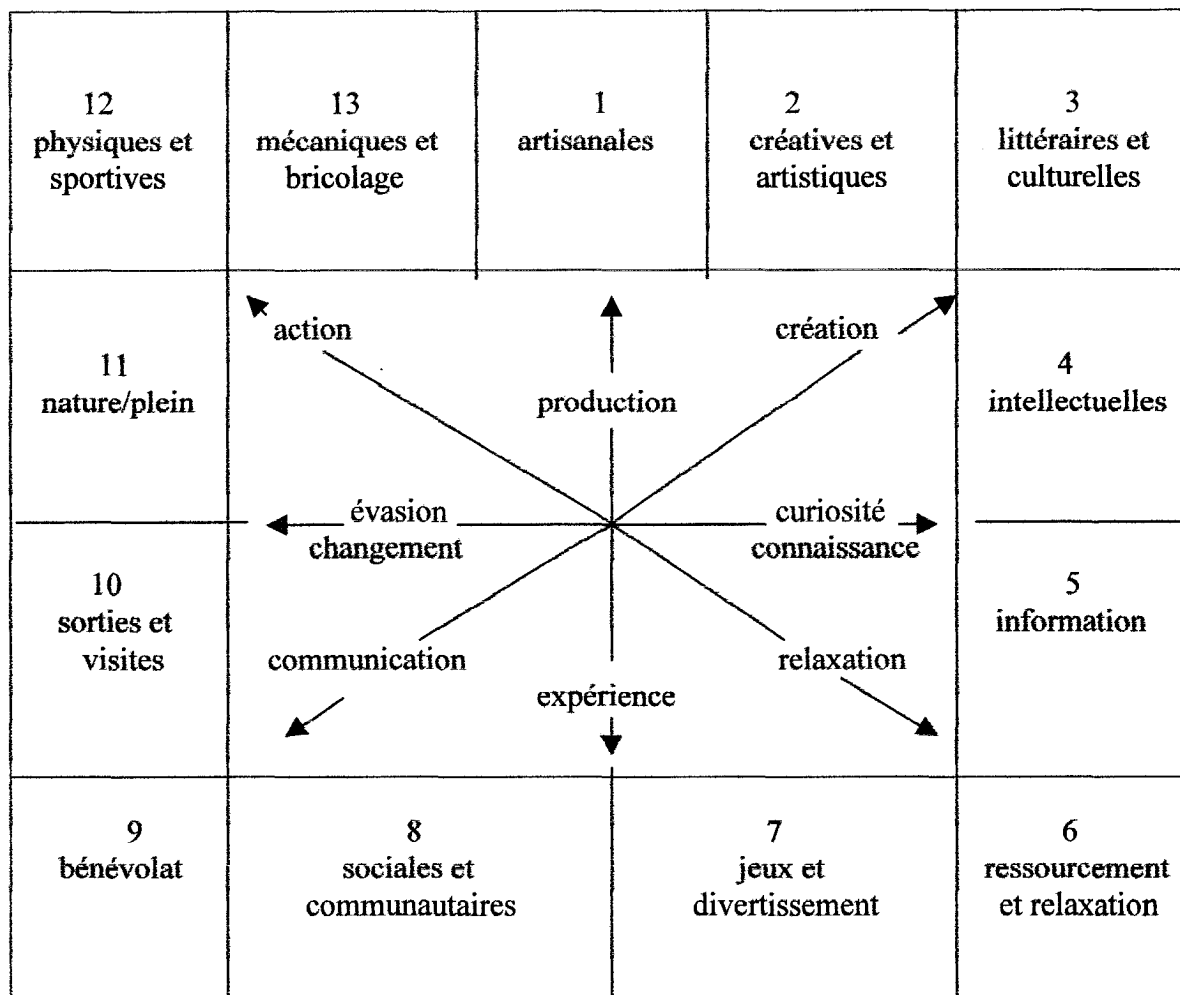 12
physiques et
sportives
13
mécaniques et
bricolage
1
artisanales
2
créatives et
artistiques
3
littéraires et
culturelles
11
nature/plein
action
production
création
4
intellectuelles
évasion
changement
curiosité
connaissance
10
sorties et
visites
communication
expérience
relaxation
5
information
9
bénévolat
8
sociales et
communautaires
7
jeux et
divertissement
6
ressourcement
et relaxation